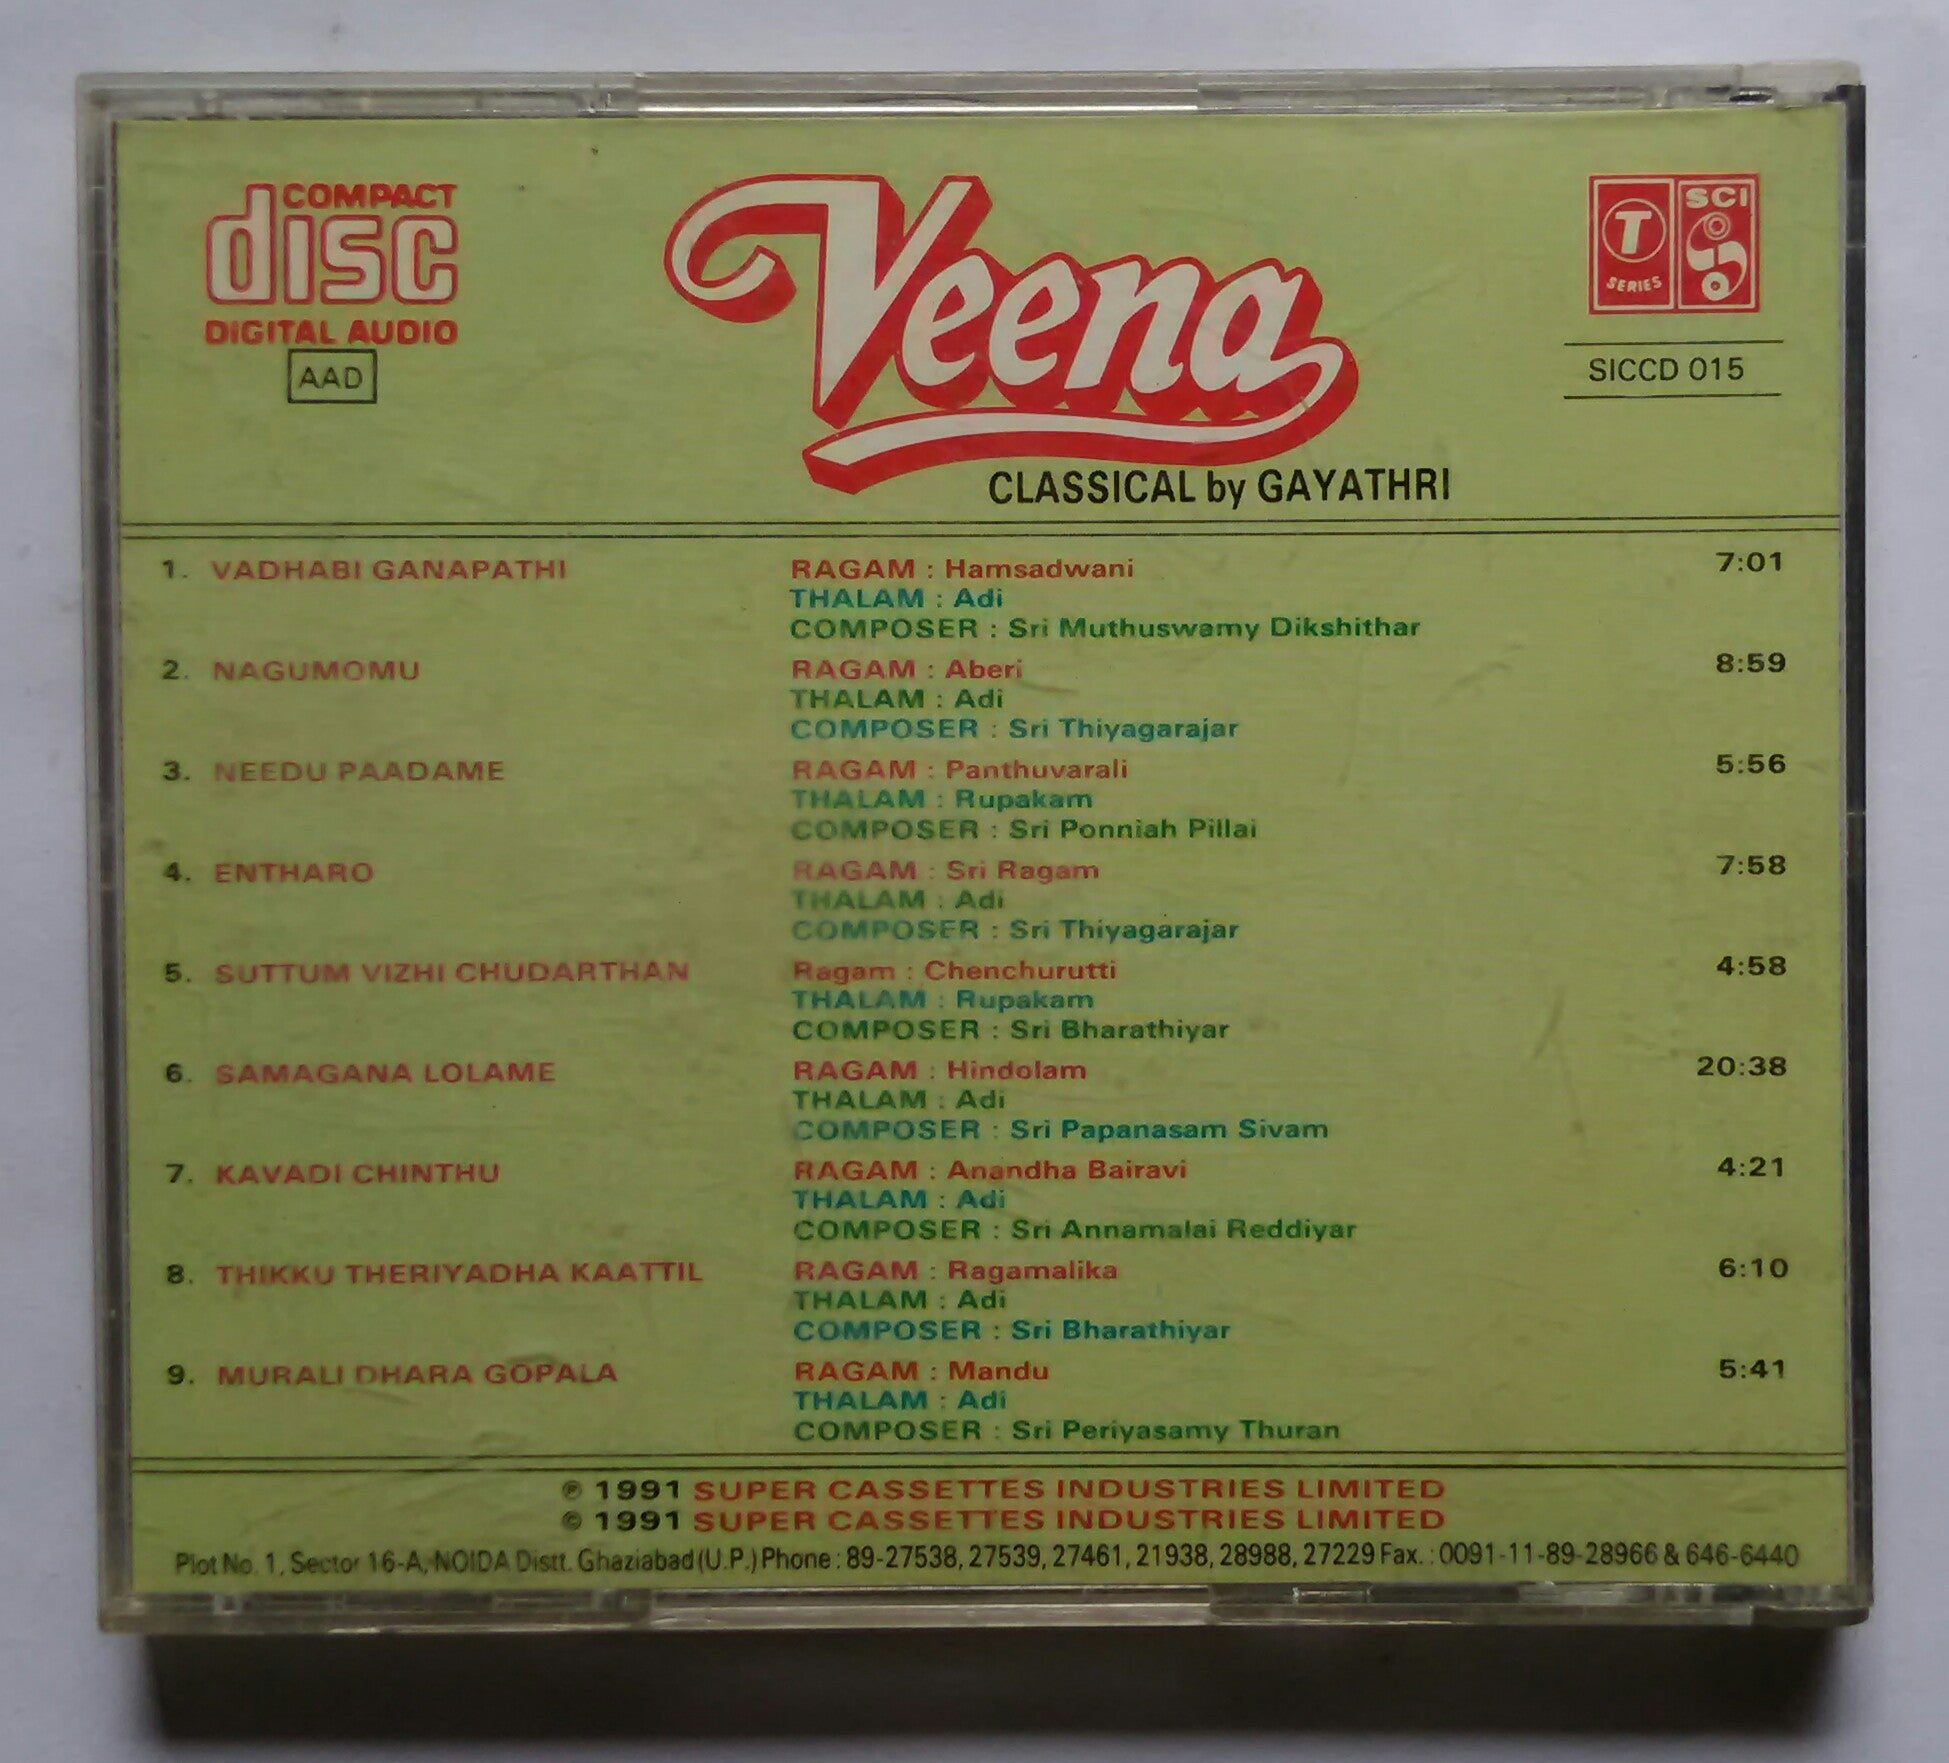 COMPACT
disc
DIGITAL AUDIO
AAD
Veena
CLASSICAL by GAYATHRI
T
SERIES
SCI
SICCD 015
1. VADHABI GANAPATHI RAGAM : Hamsadwani 7:01
THALAM : Adi
COMPOSER : Sri Muthuswamy Dikshithar
2. NAGUMOMU RAGAM : Aberi 8:59
THALAM : Adi
COMPOSER : Sri Thiyagarajar
3. NEEDU PAADAME RAGAM : Panthuvarali 5:56
THALAM : Rupakam
COMPOSER : Sri Ponniah Pillai
4. ENTHARO RAGAM : Sri Ragam 7:58
THALAM : Adi
COMPOSER : Sri Thiyagarajar
5. SUTTUM VIZHI CHUDARTHAN Ragam : Chenchurutti 4:58
THALAM : Rupakam
COMPOSER : Sri Bharathiyar
6. SAMAGANA LOLAME RAGAM : Hindolam 20:38
THALAM : Adi
COMPOSER : Sri Papanasam Sivam
7. KAVADI CHINTHU RAGAM : Anandha Bairavi 4:21
THALAM : Adi
COMPOSER : Sri Annamalai Reddiyar
8. THIKKU THERIYADHA KAATTIL RAGAM : Ragamalika 6:10
THALAM : Adi
COMPOSER : Sri Bharathiyar
9. MURALI DHARA GOPALA RAGAM : Mandu 5:41
THALAM : Adi
COMPOSER : Sri Periyasamy Thuran
℗ 1991 SUPER CASSETTES INDUSTRIES LIMITED
© 1991 SUPER CASSETTES INDUSTRIES LIMITED
Plot No. 1, Sector 16-A, NOIDA Distt. Ghaziabad (U.P.) Phone : 89-27538, 27539, 27461, 21938, 28988, 27229 Fax. : 0091-11-89-28966 & 646-6440